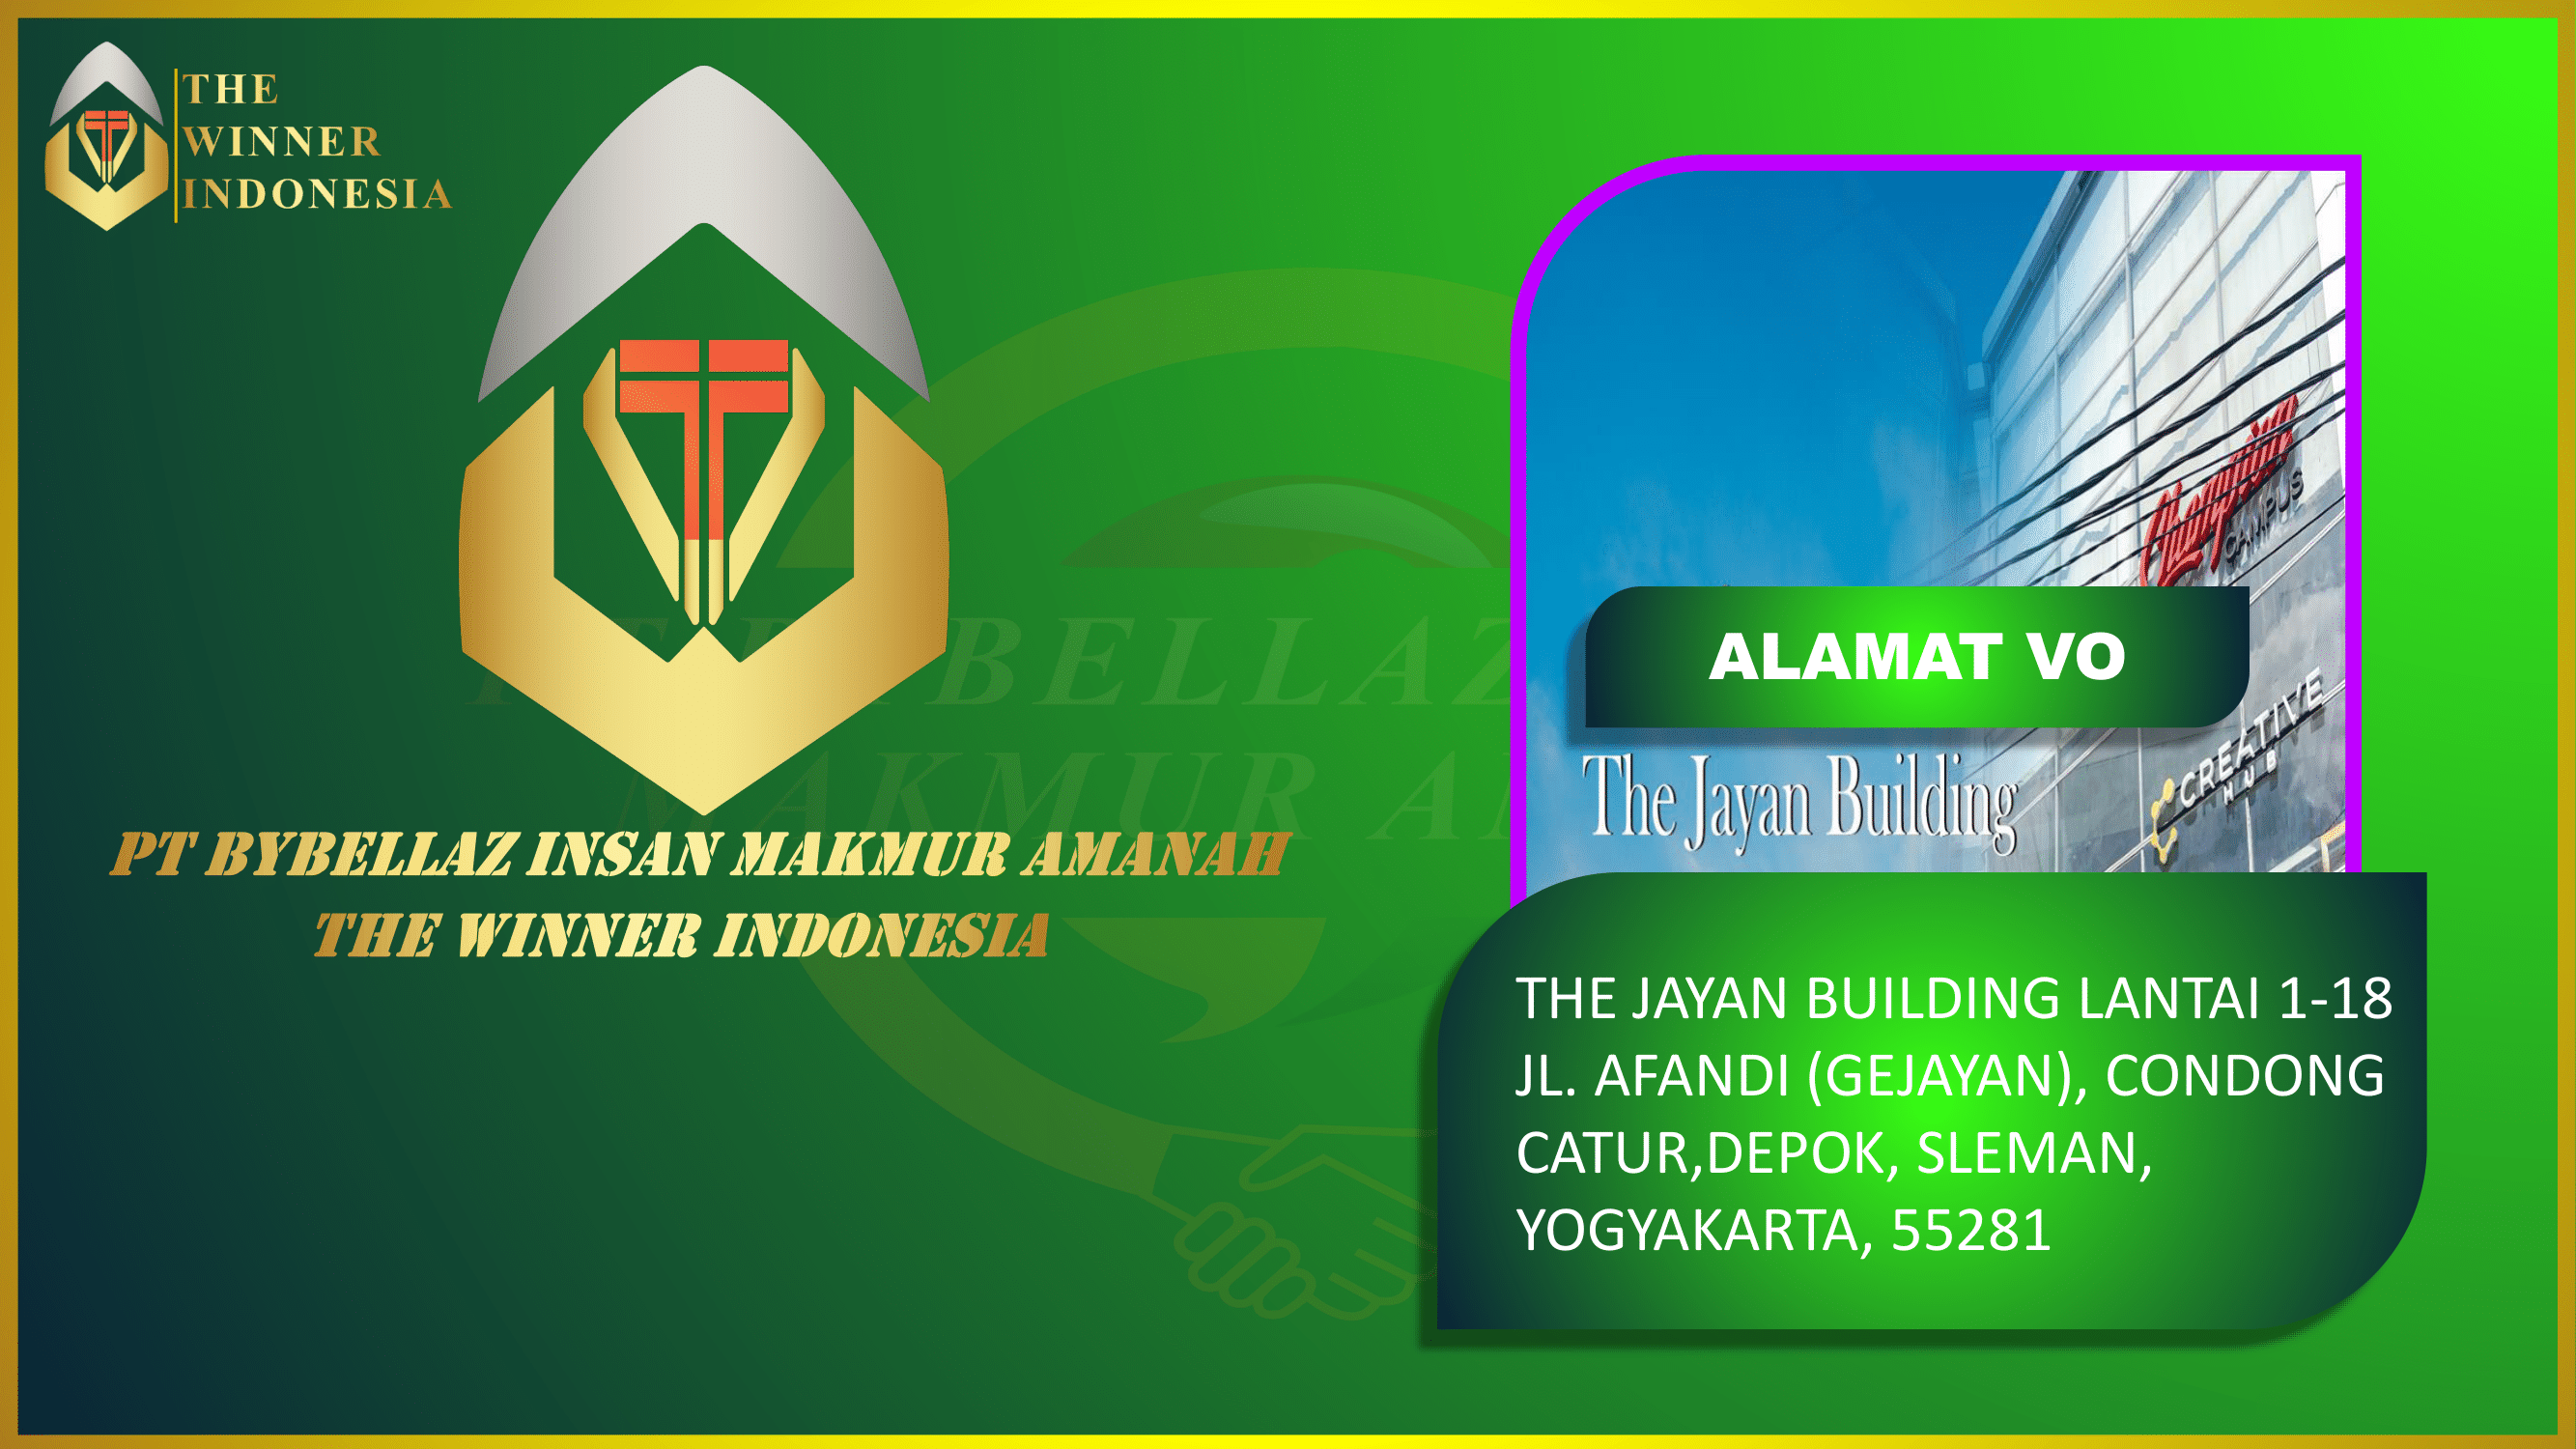 THE
WINNER
INDONESIA
PT BYBELLAZ INSAN MAKMUR AMANAH
THE WINNER INDONESIA
CAMPUS
ALAMAT VO
CREATIVE
HUB
The Jayan Building
THE JAYAN BUILDING LANTAI 1-18
JL. AFANDI (GEJAYAN), CONDONG
CATUR,DEPOK, SLEMAN,
YOGYAKARTA, 55281